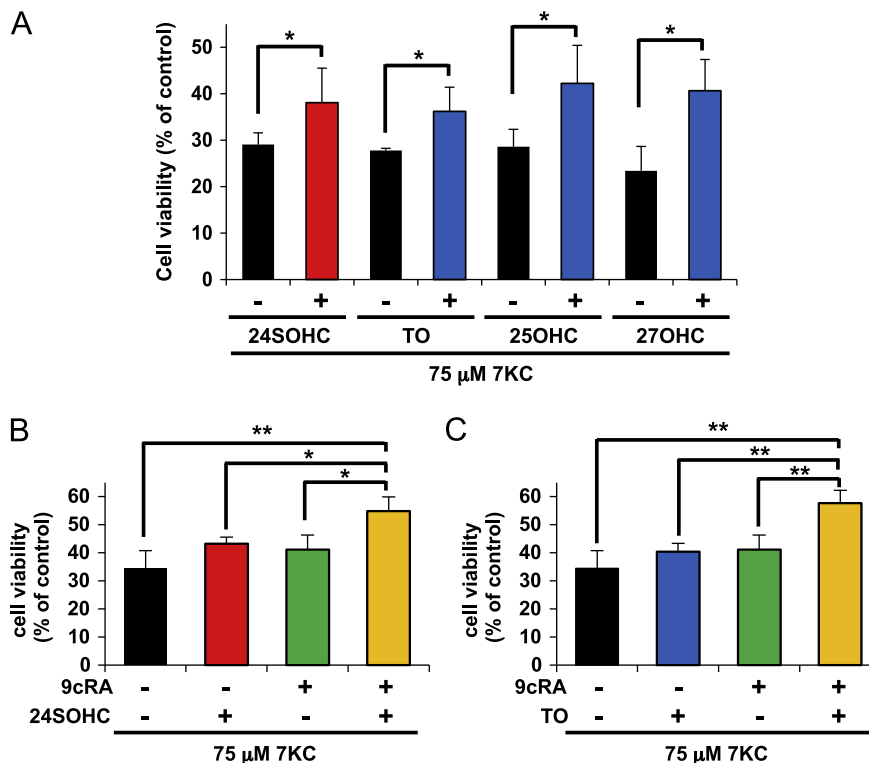 A
Cell viability (% of control)
50
40
30
20
10
0
* * * *
- + - + - + - +
24SOHC TO 25OHC 27OHC
75 μM 7KC
B
cell viability
(% of control)
60
50
40
30
20
10
0
**
*
*
9cRA - - + +
24SOHC - + - +
75 μM 7KC
C
cell viability
(% of control)
60
50
40
30
20
10
0
**
**
**
9cRA - - + +
TO - + - +
75 μM 7KC